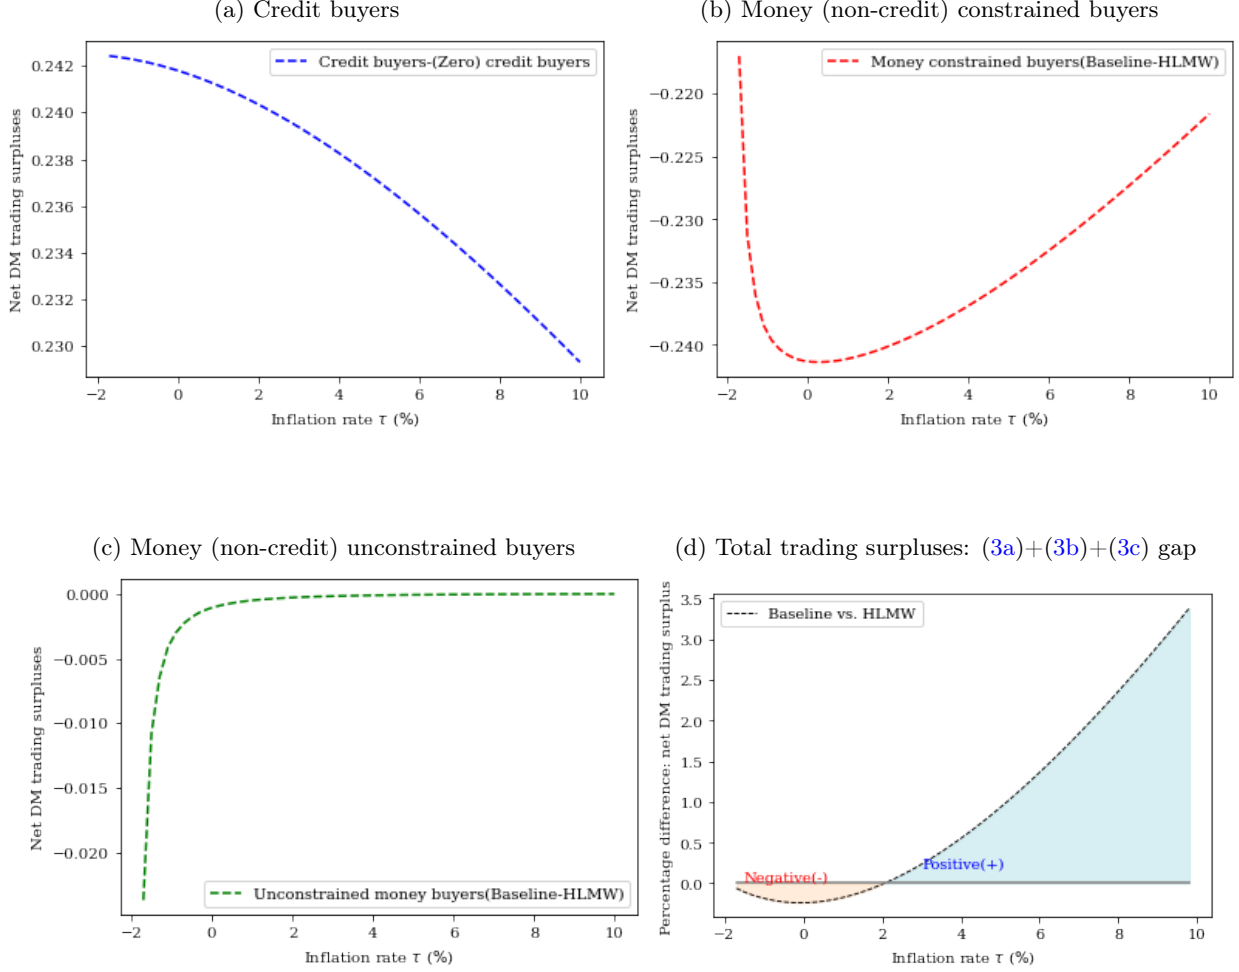 (a) Credit buyers
(b) Money (non-credit) constrained buyers
Credit buyers-(Zero) credit buyers
Net DM trading surpluses
0.242
0.240
0.238
0.236
0.234
0.232
0.230
−2 0 2 4 6 8 10
Inflation rate τ (%)
Money constrained buyers(Baseline-HLMW)
Net DM trading surpluses
−0.220
−0.225
−0.230
−0.235
−0.240
−2 0 2 4 6 8 10
Inflation rate τ (%)
(c) Money (non-credit) unconstrained buyers
(d) Total trading surpluses: (3a)+(3b)+(3c) gap
Net DM trading surpluses
0.000
−0.005
−0.010
−0.015
−0.020
Unconstrained money buyers(Baseline-HLMW)
−2 0 2 4 6 8 10
Inflation rate τ (%)
Percentage difference: net DM trading surplus
3.5
3.0
2.5
2.0
1.5
1.0
0.5
0.0
Baseline vs. HLMW
Positive(+)
Negative(-)
−2 0 2 4 6 8 10
Inflation rate τ (%)